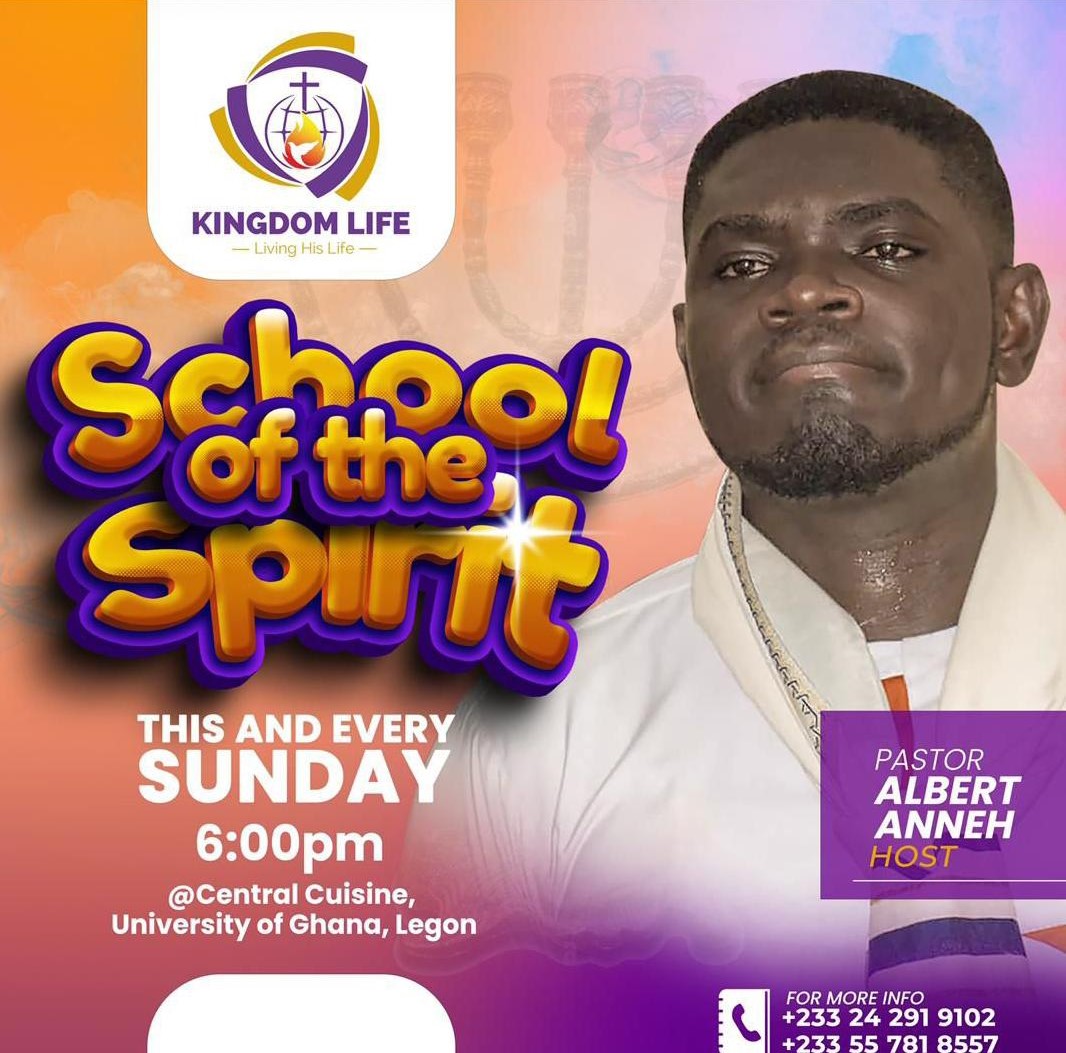 KINGDOM LIFE
— Living His Life —
School
of the
Spirit
THIS AND EVERY
SUNDAY
6:00pm
@Central Cuisine,
University of Ghana, Legon
PASTOR
ALBERT
ANNEH
HOST
FOR MORE INFO
+233 24 291 9102
+233 55 781 8557